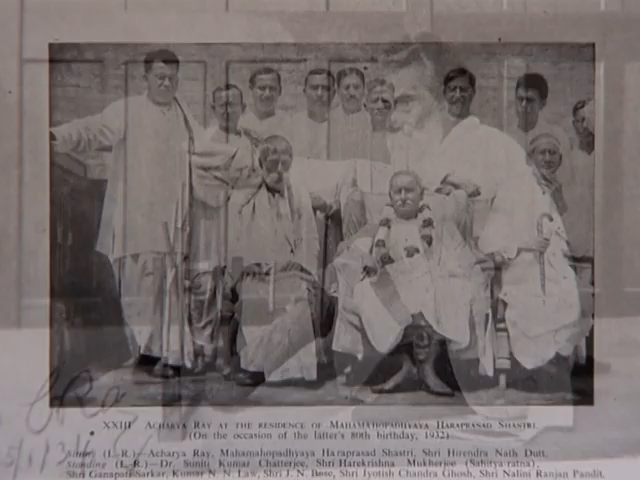 XXIII ACHARYA RAY AT THE RESIDENCE OF MAHAMAHOPADHYAYA HARAPRASAD SHASTRI.
(On the occasion of the latter's 80th birthday, 1932)
Sitting (L-R.)—Acharya Ray, Mahamahopadhyaya Haraprasad Shastri, Shri Hirendra Nath Dutt.
Standing (L-R.)—Dr. Suniti Kumar Chatterjee, Shri Harekrishna Mukherjee (Sahitya-ratna),
Shri Ganapati Sarkar, Kumar N. N. Law, Shri J. N. Bose, Shri Jyotish Chandra Ghosh, Shri Nalini Ranjan Pandit.